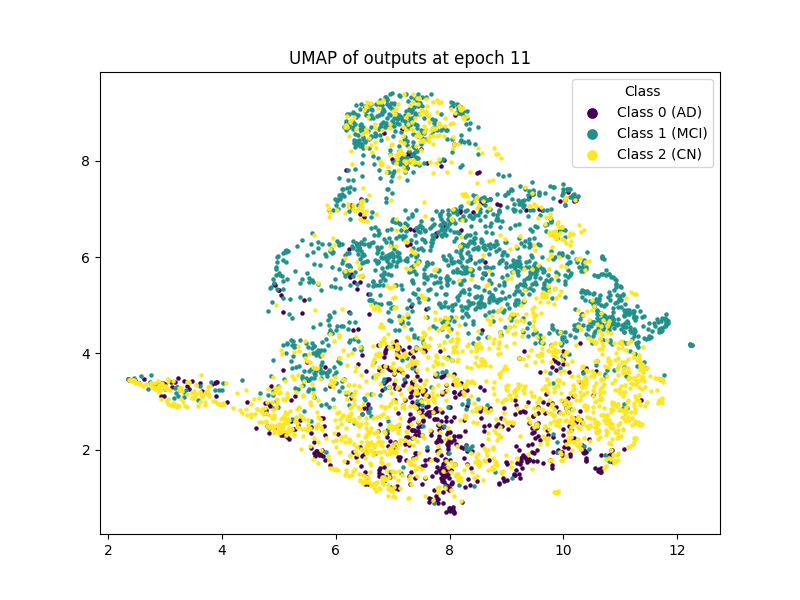 UMAP of outputs at epoch 11
Class
Class 0 (AD)
Class 1 (MCI)
Class 2 (CN)
8
6
4
2
2 4 6 8 10 12